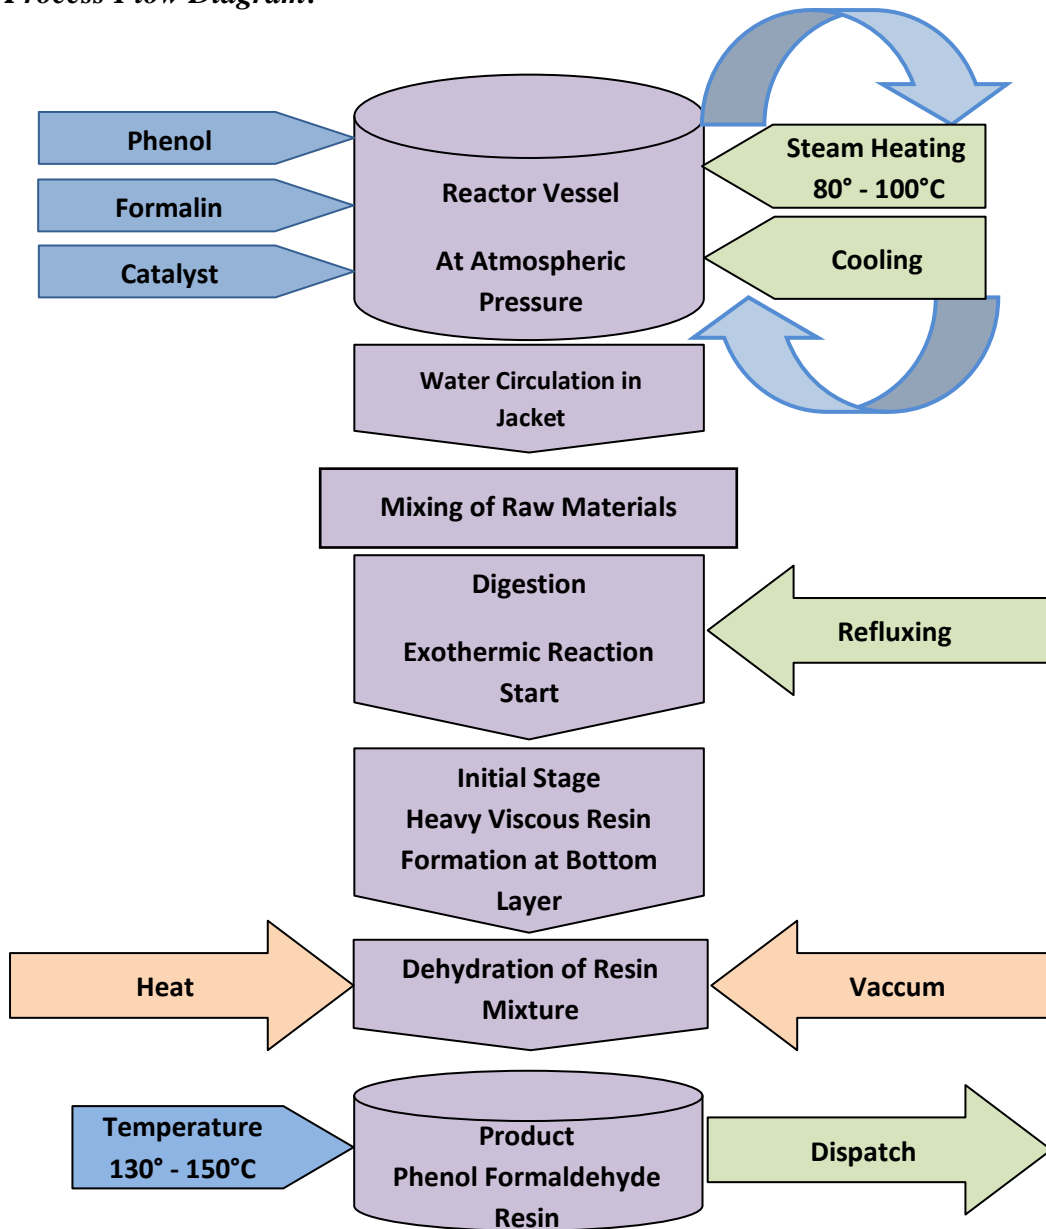 Process Flow Diagram:
Phenol
Formalin
Catalyst
Reactor Vessel
At Atmospheric
Pressure
Steam Heating
80° - 100°C
Cooling
Water Circulation in
Jacket
Mixing of Raw Materials
Digestion
Exothermic Reaction
Start
Refluxing
Initial Stage
Heavy Viscous Resin
Formation at Bottom
Layer
Heat
Dehydration of Resin
Mixture
Vaccum
Temperature
130° - 150°C
Product
Phenol Formaldehyde
Resin
Dispatch